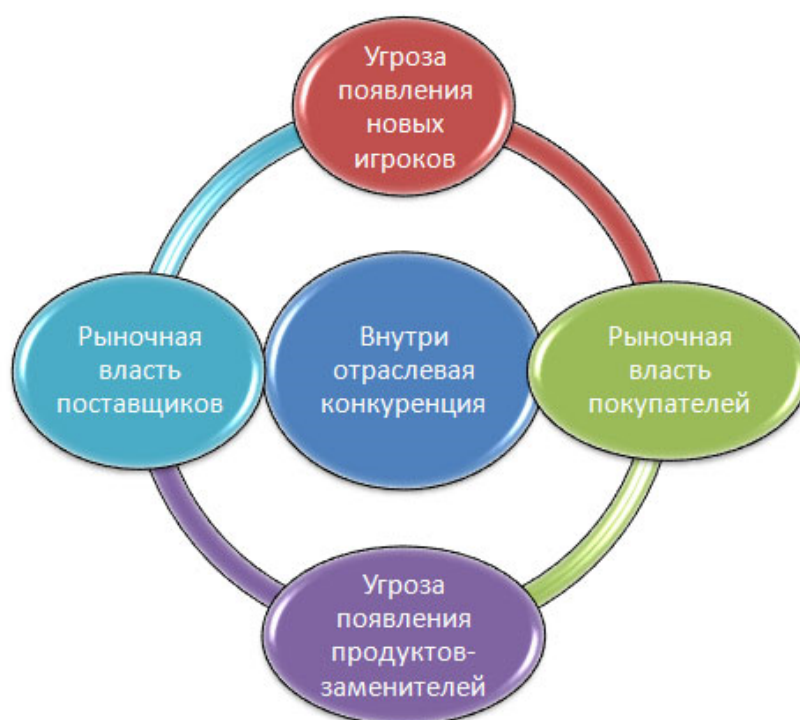 Угроза
появления
новых
игроков
Рыночная
власть
поставщиков
Внутри
отраслевая
конкуренция
Рыночная
власть
покупателей
Угроза
появления
продуктов-
заменителей